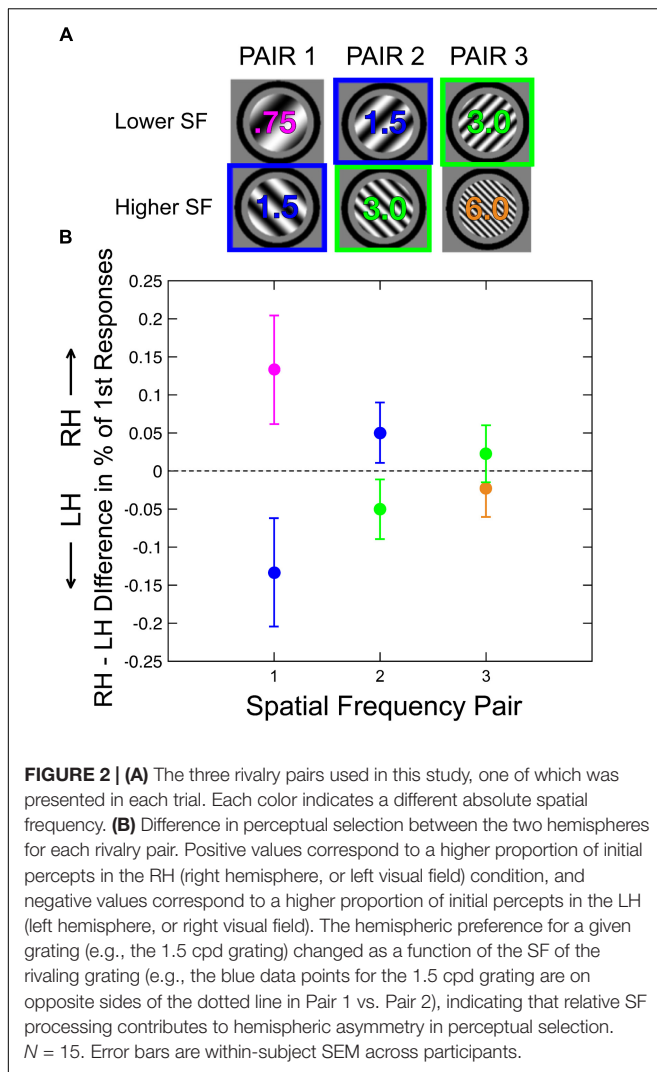 A
PAIR 1 PAIR 2 PAIR 3
Lower SF
.75 1.5 3.0
Higher SF
1.5 3.0 6.0
B
RH - LH DIfference in % of 1st Responses
← LH RH →
0.25
0.2
0.15
0.1
0.05
0
-0.05
-0.1
-0.15
-0.2
-0.25
1 2 3
Spatial Frequency Pair
FIGURE 2 | (A) The three rivalry pairs used in this study, one of which was
presented in each trial. Each color indicates a different absolute spatial
frequency. (B) Difference in perceptual selection between the two hemispheres
for each rivalry pair. Positive values correspond to a higher proportion of initial
percepts in the RH (right hemisphere, or left visual field) condition, and
negative values correspond to a higher proportion of initial percepts in the LH
(left hemisphere, or right visual field). The hemispheric preference for a given
grating (e.g., the 1.5 cpd grating) changed as a function of the SF of the
rivaling grating (e.g., the blue data points for the 1.5 cpd grating are on
opposite sides of the dotted line in Pair 1 vs. Pair 2), indicating that relative SF
processing contributes to hemispheric asymmetry in perceptual selection.
N = 15. Error bars are within-subject SEM across participants.